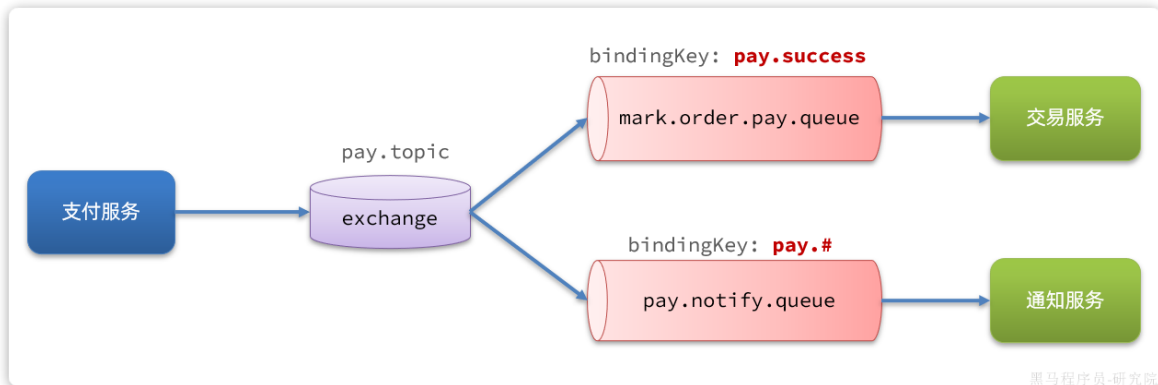 bindingKey: pay.success
mark.order.pay.queue
交易服务
pay.topic
支付服务
exchange
bindingKey: pay.#
pay.notify.queue
通知服务
黑马程序员-研究院